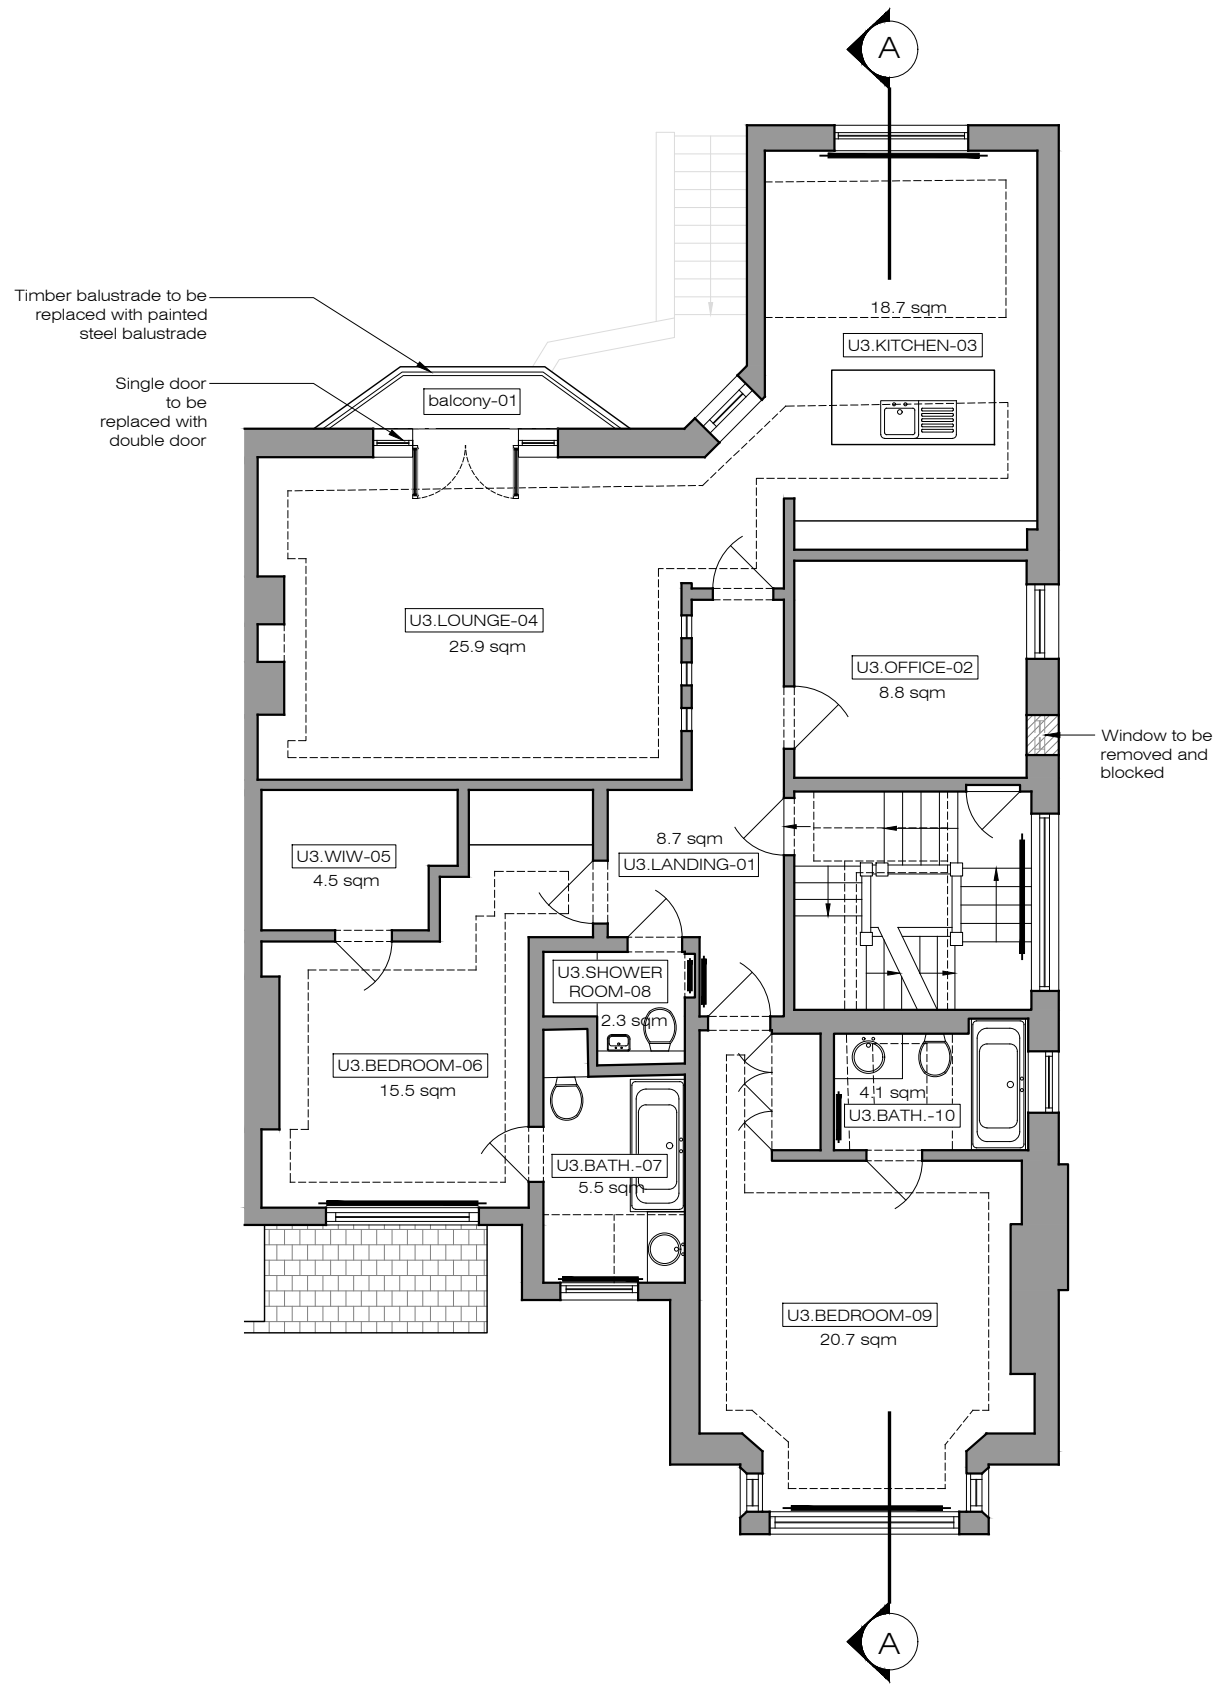 A
Timber balustrade to be
replaced with painted
steel balustrade
18.7 sqm
U3.KITCHEN-03
Single door
to be
replaced with
double door
balcony-01
U3.LOUNGE-04
25.9 sqm
U3.OFFICE-02
8.8 sqm
Window to be
removed and
blocked
8.7 sqm
U3.LANDING-01
U3.WIW-05
4.5 sqm
U3.SHOWER
ROOM-08
2.3 sqm
U3.BEDROOM-06
15.5 sqm
4.1 sqm
U3.BATH.-10
U3.BATH.-07
5.5 sqm
U3.BEDROOM-09
20.7 sqm
A